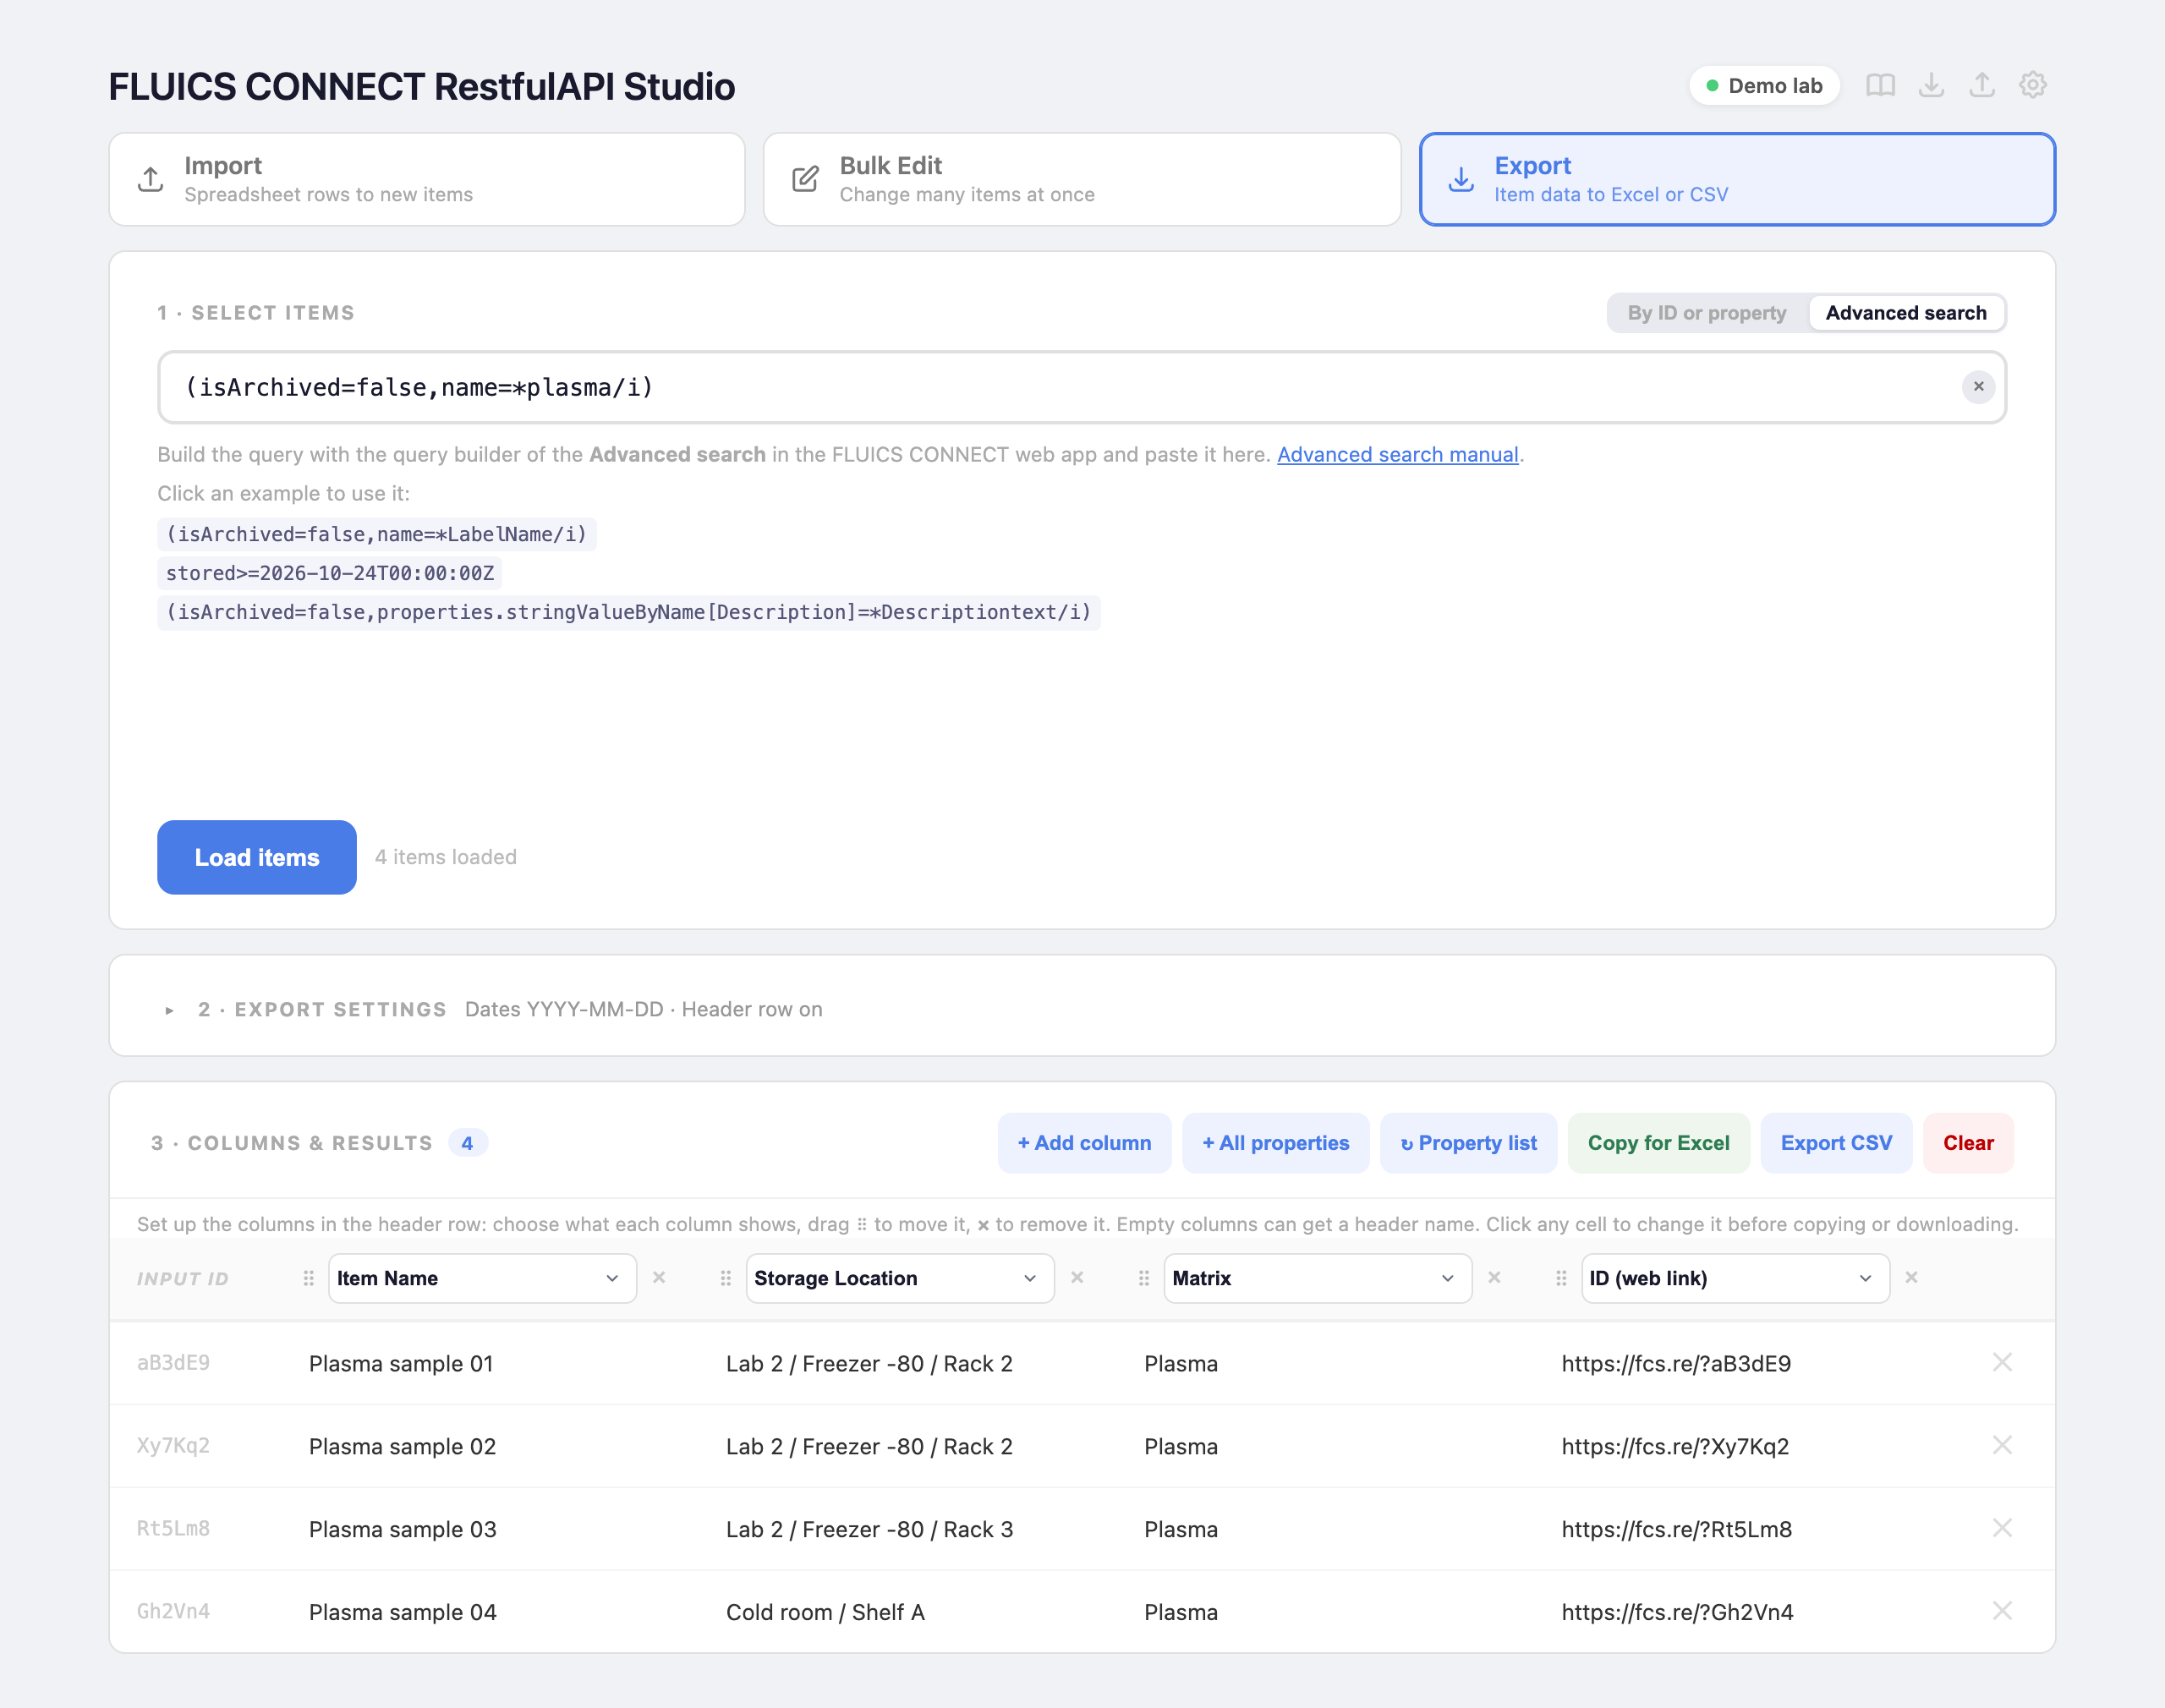 FLUICS CONNECT RestfulAPI Studio
Demo lab
Import
Spreadsheet rows to new items
Bulk Edit
Change many items at once
Export
Item data to Excel or CSV
1 · SELECT ITEMS
By ID or property
Advanced search
(isArchived=false,name=*plasma/i)
×
Build the query with the query builder of the Advanced search in the FLUICS CONNECT web app and paste it here. Advanced search manual.
Click an example to use it:
(isArchived=false,name=*LabelName/i)
stored>=2026-10-24T00:00:00Z
(isArchived=false,properties.stringValueByName[Description]=*Descriptiontext/i)
Load items
4 items loaded
▸ 2 · EXPORT SETTINGS Dates YYYY-MM-DD · Header row on
3 · COLUMNS & RESULTS 4
+ Add column
+ All properties
↻ Property list
Copy for Excel
Export CSV
Clear
Set up the columns in the header row: choose what each column shows, drag ⠿ to move it, × to remove it. Empty columns can get a header name. Click any cell to change it before copying or downloading.
INPUT ID ⠿ Item Name × ⠿ Storage Location × ⠿ Matrix × ⠿ ID (web link) ×
aB3dE9 Plasma sample 01 Lab 2 / Freezer -80 / Rack 2 Plasma https://fcs.re/?aB3dE9 ×
Xy7Kq2 Plasma sample 02 Lab 2 / Freezer -80 / Rack 2 Plasma https://fcs.re/?Xy7Kq2 ×
Rt5Lm8 Plasma sample 03 Lab 2 / Freezer -80 / Rack 3 Plasma https://fcs.re/?Rt5Lm8 ×
Gh2Vn4 Plasma sample 04 Cold room / Shelf A Plasma https://fcs.re/?Gh2Vn4 ×